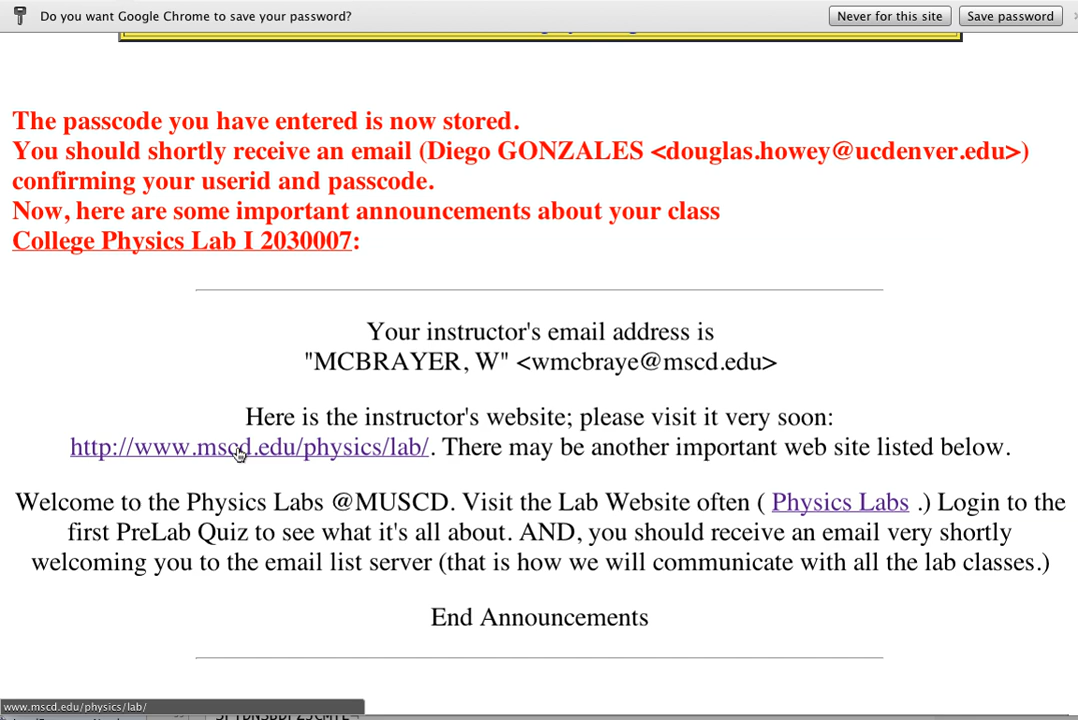 Do you want Google Chrome to save your password?
Never for this site
Save password
The passcode you have entered is now stored.
You should shortly receive an email (Diego GONZALES <douglas.howey@ucdenver.edu>)
confirming your userid and passcode.
Now, here are some important announcements about your class
College Physics Lab I 2030007:
Your instructor's email address is
"MCBRAYER, W" <wmcbraye@mscd.edu>
Here is the instructor's website; please visit it very soon:
http://www.mscd.edu/physics/lab/. There may be another important web site listed below.
Welcome to the Physics Labs @MUSCD. Visit the Lab Website often ( Physics Labs .) Login to the
first PreLab Quiz to see what it's all about. AND, you should receive an email very shortly
welcoming you to the email list server (that is how we will communicate with all the lab classes.)
End Announcements
www.mscd.edu/physics/lab/